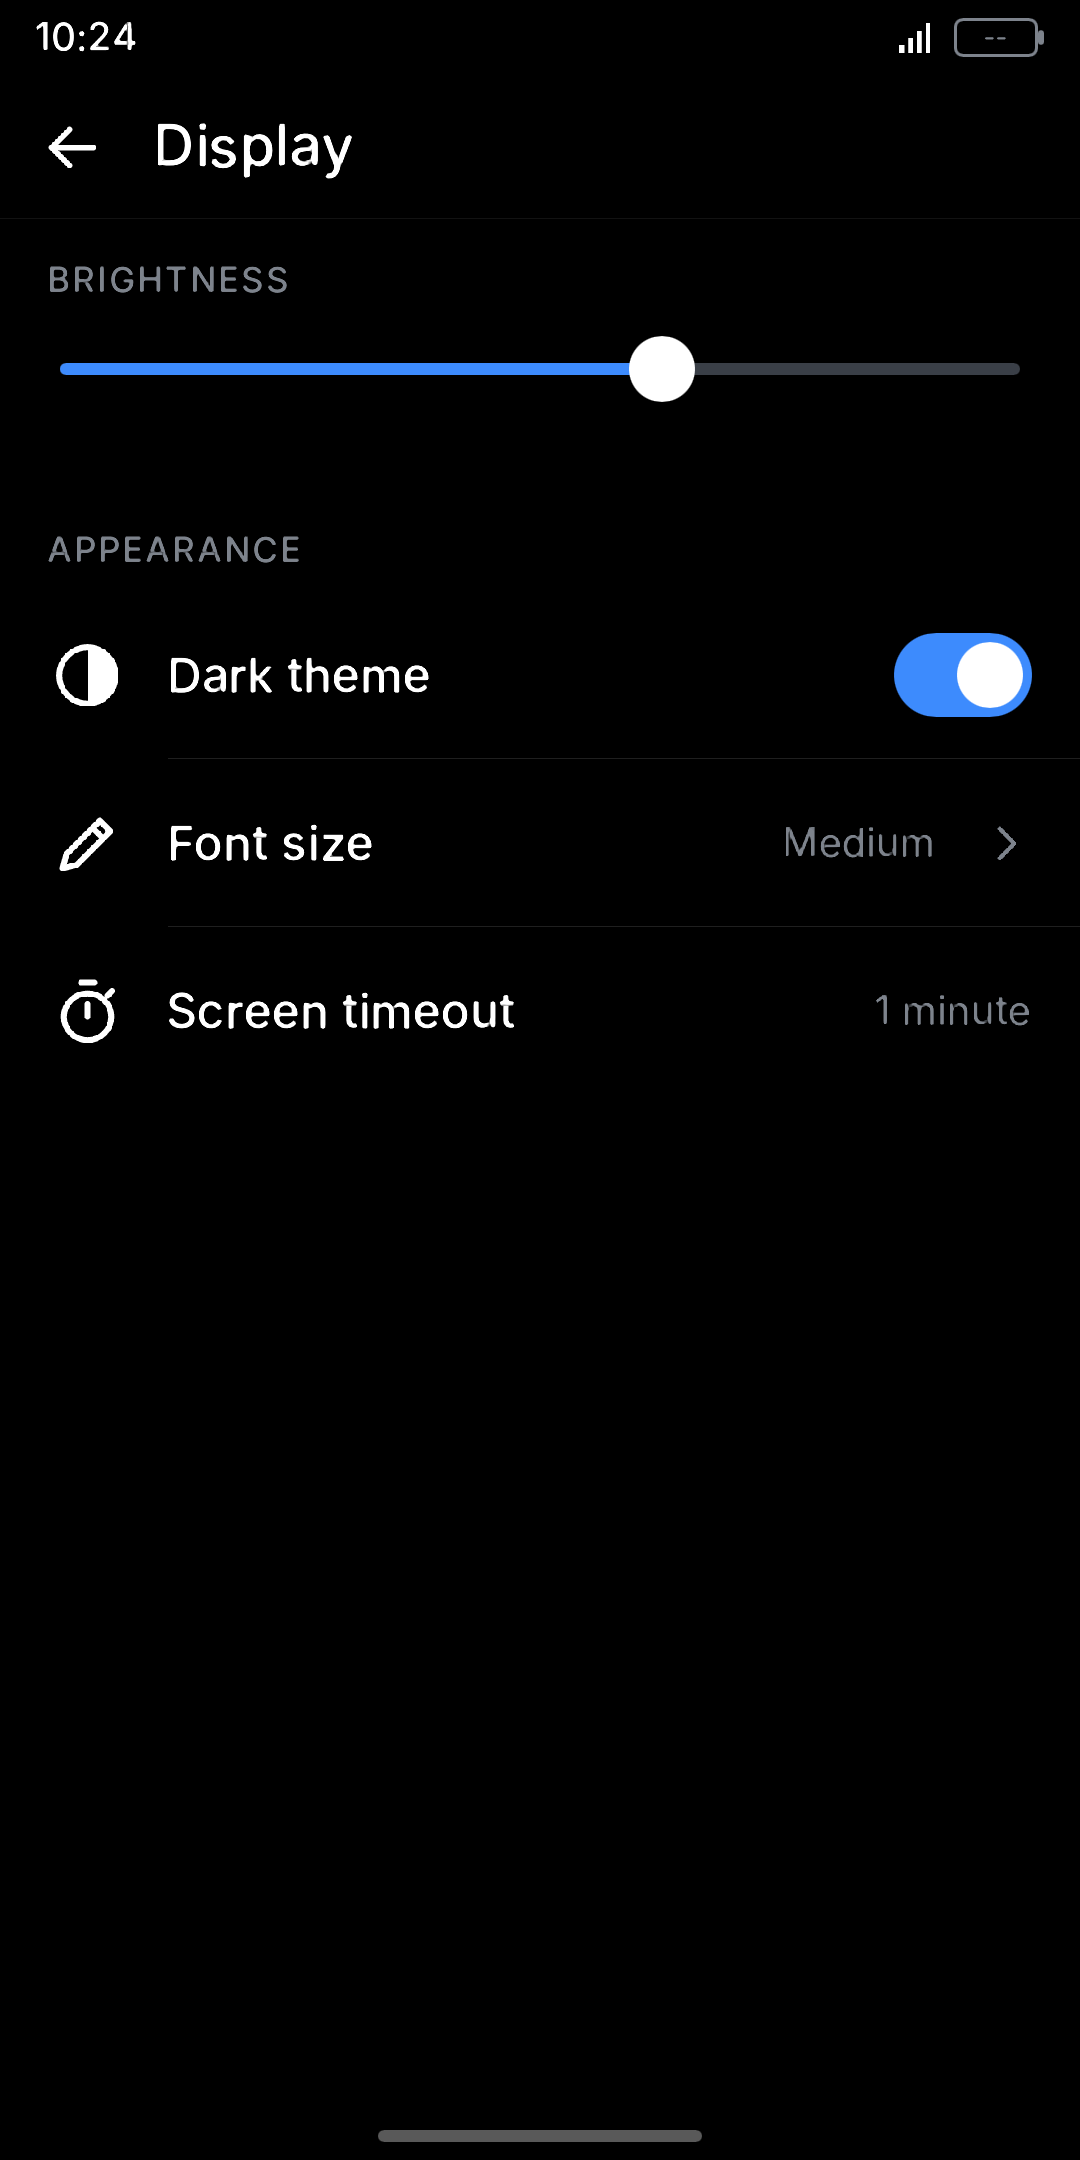 10:24
--
Display
BRIGHTNESS
APPEARANCE
Dark theme
Font size Medium
Screen timeout 1 minute